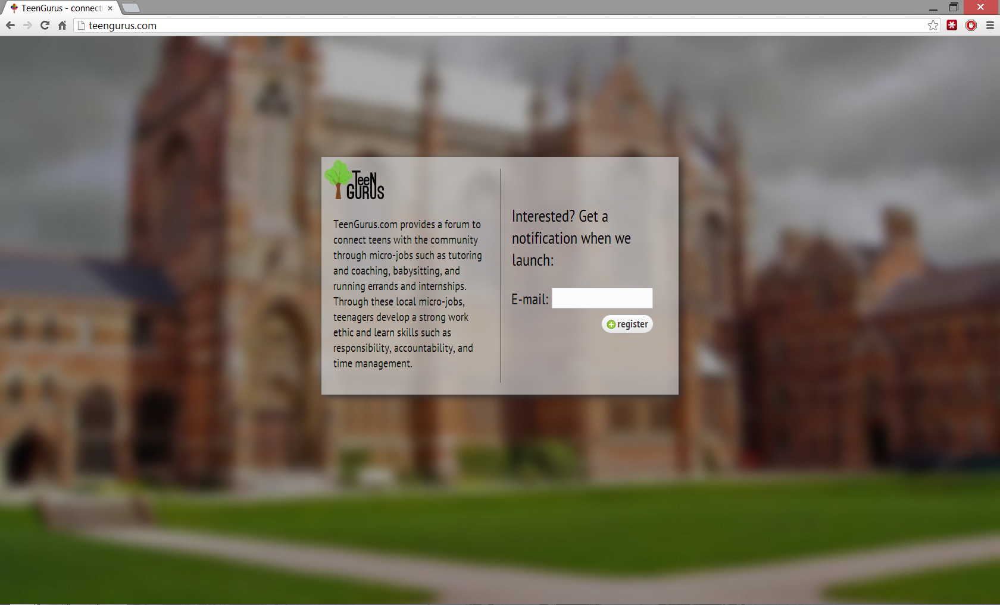 TeenGurus - connect
teengurus.com
TeeN
GURUS
TeenGurus.com provides a forum to
connect teens with the community
through micro-jobs such as tutoring
and coaching, babysitting, and
running errands and internships.
Through these local micro-jobs,
teenagers develop a strong work
ethic and learn skills such as
responsibility, accountability, and
time management.
Interested? Get a
notification when we
launch:
E-mail:
register